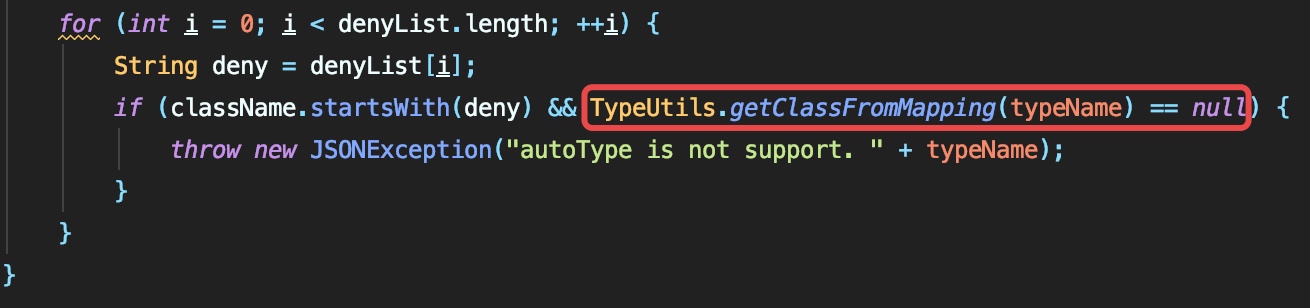 for (int i = 0; i < denyList.length; ++i) {
String deny = denyList[i];
if (className.startsWith(deny) && TypeUtils.getClassFromMapping(typeName) == null) {
throw new JSONException("autoType is not support. " + typeName);
}
}
}